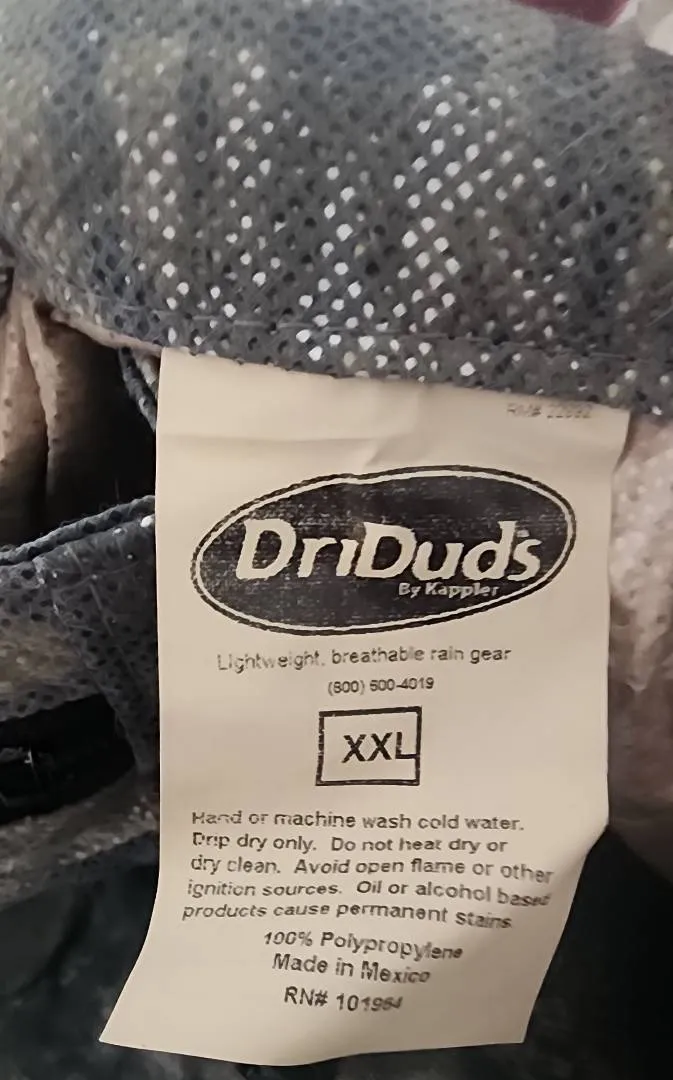 DriDuds
By Kappler
Lightweight, breathable rain gear
(800) 600-4019
XXL
Hand or machine wash cold water.
Drip dry only. Do not heat dry or
dry clean. Avoid open flame or other
ignition sources. Oil or alcohol based
products cause permanent stains.
100% Polypropylene
Made in Mexico
RN# 101964